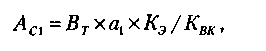 A_{C1} = B_T × a_1 × K_Э / K_{BK},